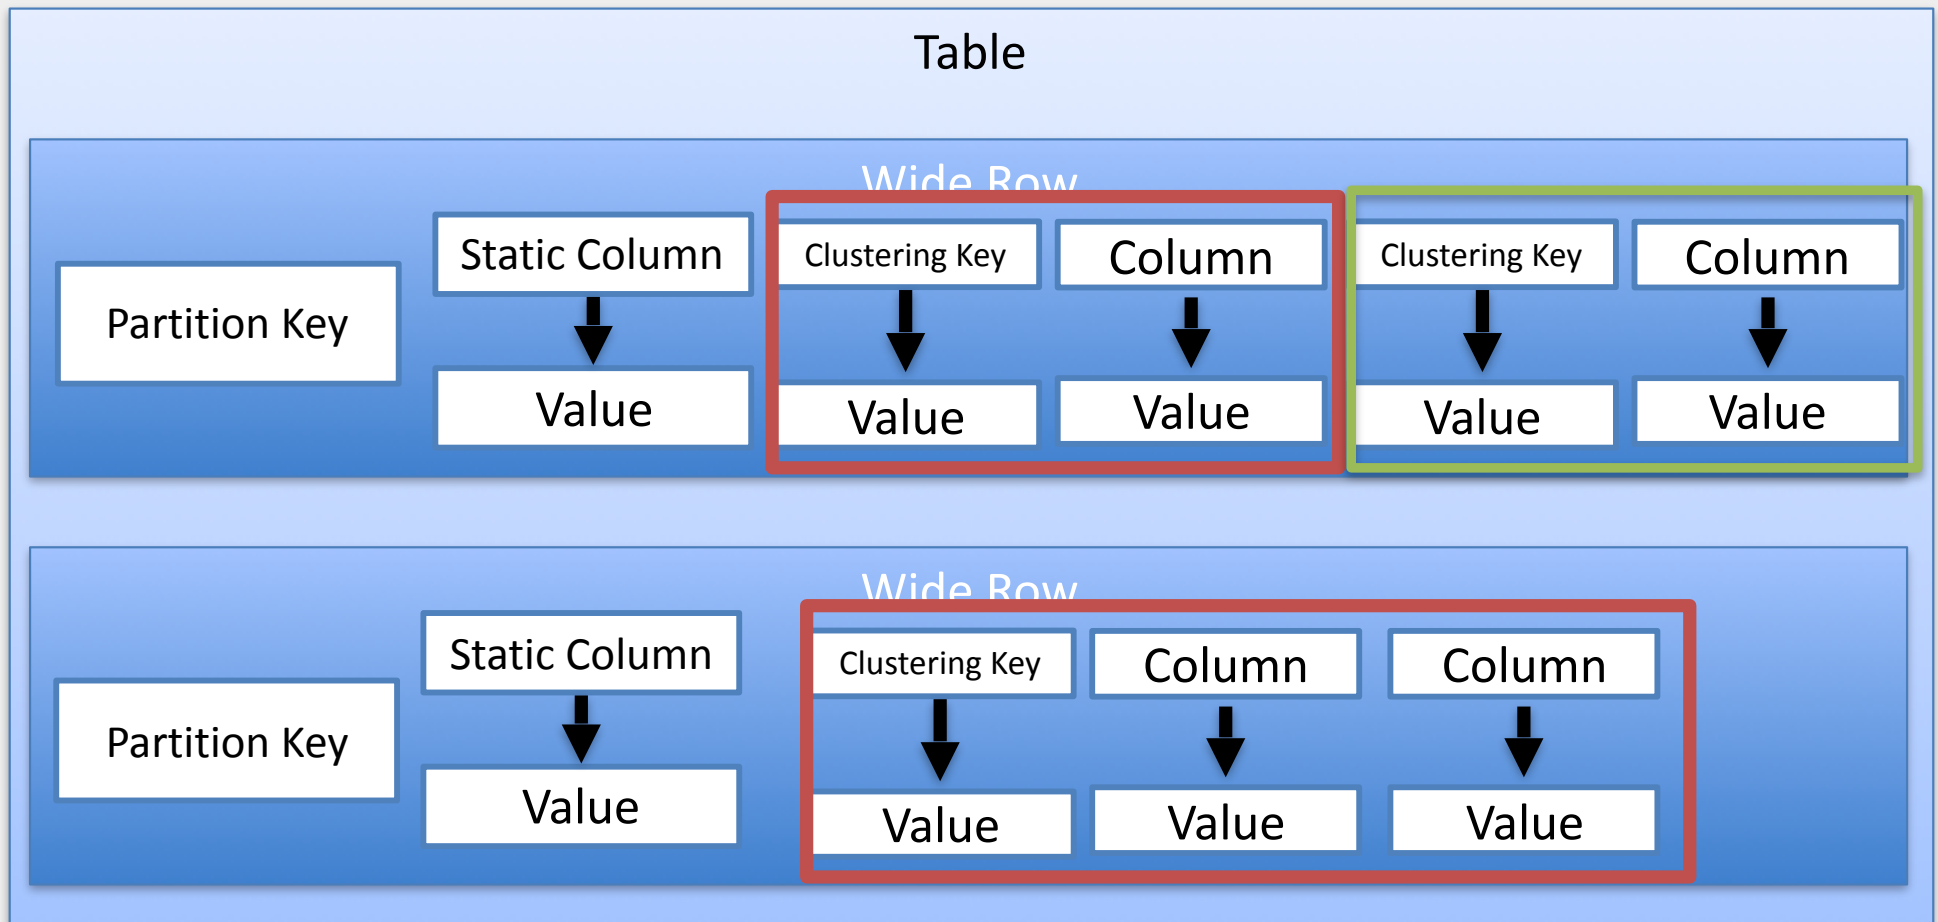 Table
Wide Row
Partition Key
Static Column
Value
Clustering Key
Value
Column
Value
Clustering Key
Value
Column
Value
Wide Row
Partition Key
Static Column
Value
Clustering Key
Value
Column
Value
Column
Value